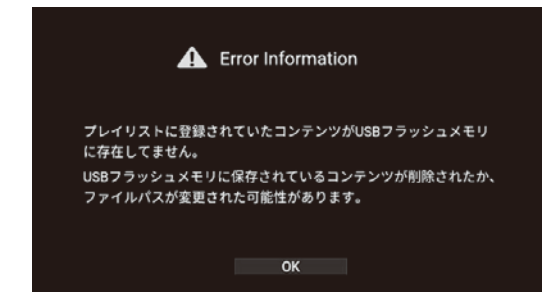 Error Information
プレイリストに登録されていたコンテンツがUSBフラッシュメモリ
に存在してません。
USBフラッシュメモリに保存されているコンテンツが削除されたか、
ファイルパスが変更された可能性があります。
OK